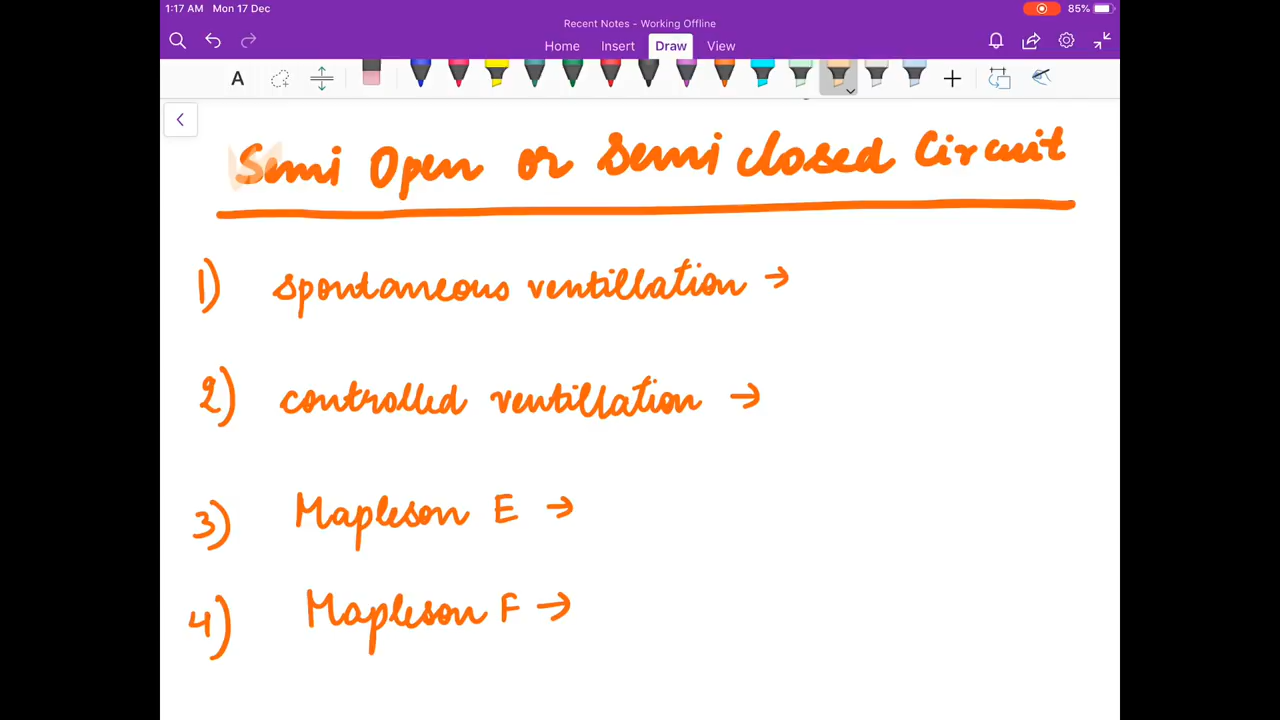 1:17 AM Mon 17 Dec 85%
Recent Notes - Working Offline
Home Insert Draw View
A
Semi Open or Semi closed Circuit
1) spontaneous ventillation →
2) controlled ventillation →
3) Mapleson E →
4) Mapleson F →